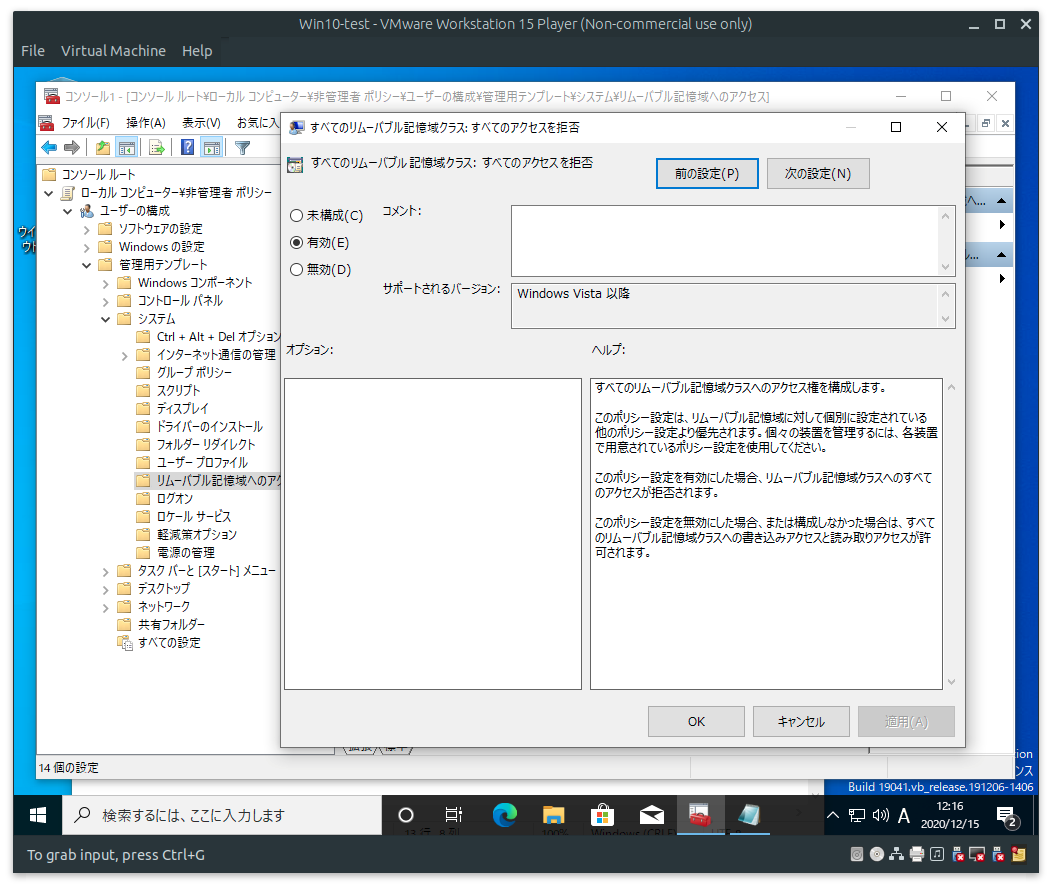 Win10-test - VMware Workstation 15 Player (Non-commercial use only)
File Virtual Machine Help
コンソール1 - [コンソール ルート¥ローカル コンピューター¥非管理者 ポリシー¥ユーザーの構成¥管理用テンプレート¥システム¥リムーバブル記憶域へのアクセス]
ファイル(F) 操作(A) 表示(V) お気に入
コンソール ルート
ローカル コンピューター¥非管理者 ポリシー
ユーザーの構成
ソフトウェアの設定
Windows の設定
管理用テンプレート
Windows コンポーネント
コントロール パネル
システム
Ctrl + Alt + Del オプション
インターネット通信の管理
グループ ポリシー
スクリプト
ディスプレイ
ドライバーのインストール
フォルダー リダイレクト
ユーザー プロファイル
リムーバブル記憶域へのアク
ログオン
ロケール サービス
軽減策オプション
電源の管理
タスク バーと [スタート] メニュー
デスクトップ
ネットワーク
共有フォルダー
すべての設定
14 個の設定
すべてのリムーバブル記憶域クラス: すべてのアクセスを拒否
すべてのリムーバブル記憶域クラス: すべてのアクセスを拒否
前の設定(P) 次の設定(N)
未構成(C)
有効(E)
無効(D)
コメント:
サポートされるバージョン:
Windows Vista 以降
オプション:
ヘルプ:
すべてのリムーバブル記憶域クラスへのアクセス権を構成します。
このポリシー設定は、リムーバブル記憶域に対して個別に設定されている
他のポリシー設定より優先されます。個々の装置を管理するには、各装置
で用意されているポリシー設定を使用してください。
このポリシー設定を有効にした場合、リムーバブル記憶域クラスへのすべて
のアクセスが拒否されます。
このポリシー設定を無効にした場合、または構成しなかった場合は、すべて
のリムーバブル記憶域クラスへの書き込みアクセスと読み取りアクセスが許
可されます。
OK キャンセル 適用(A)
Build 19041.vb_release.191206-1406
検索するには、ここに入力します
A
12:16
2020/12/15
2
To grab input, press Ctrl+G